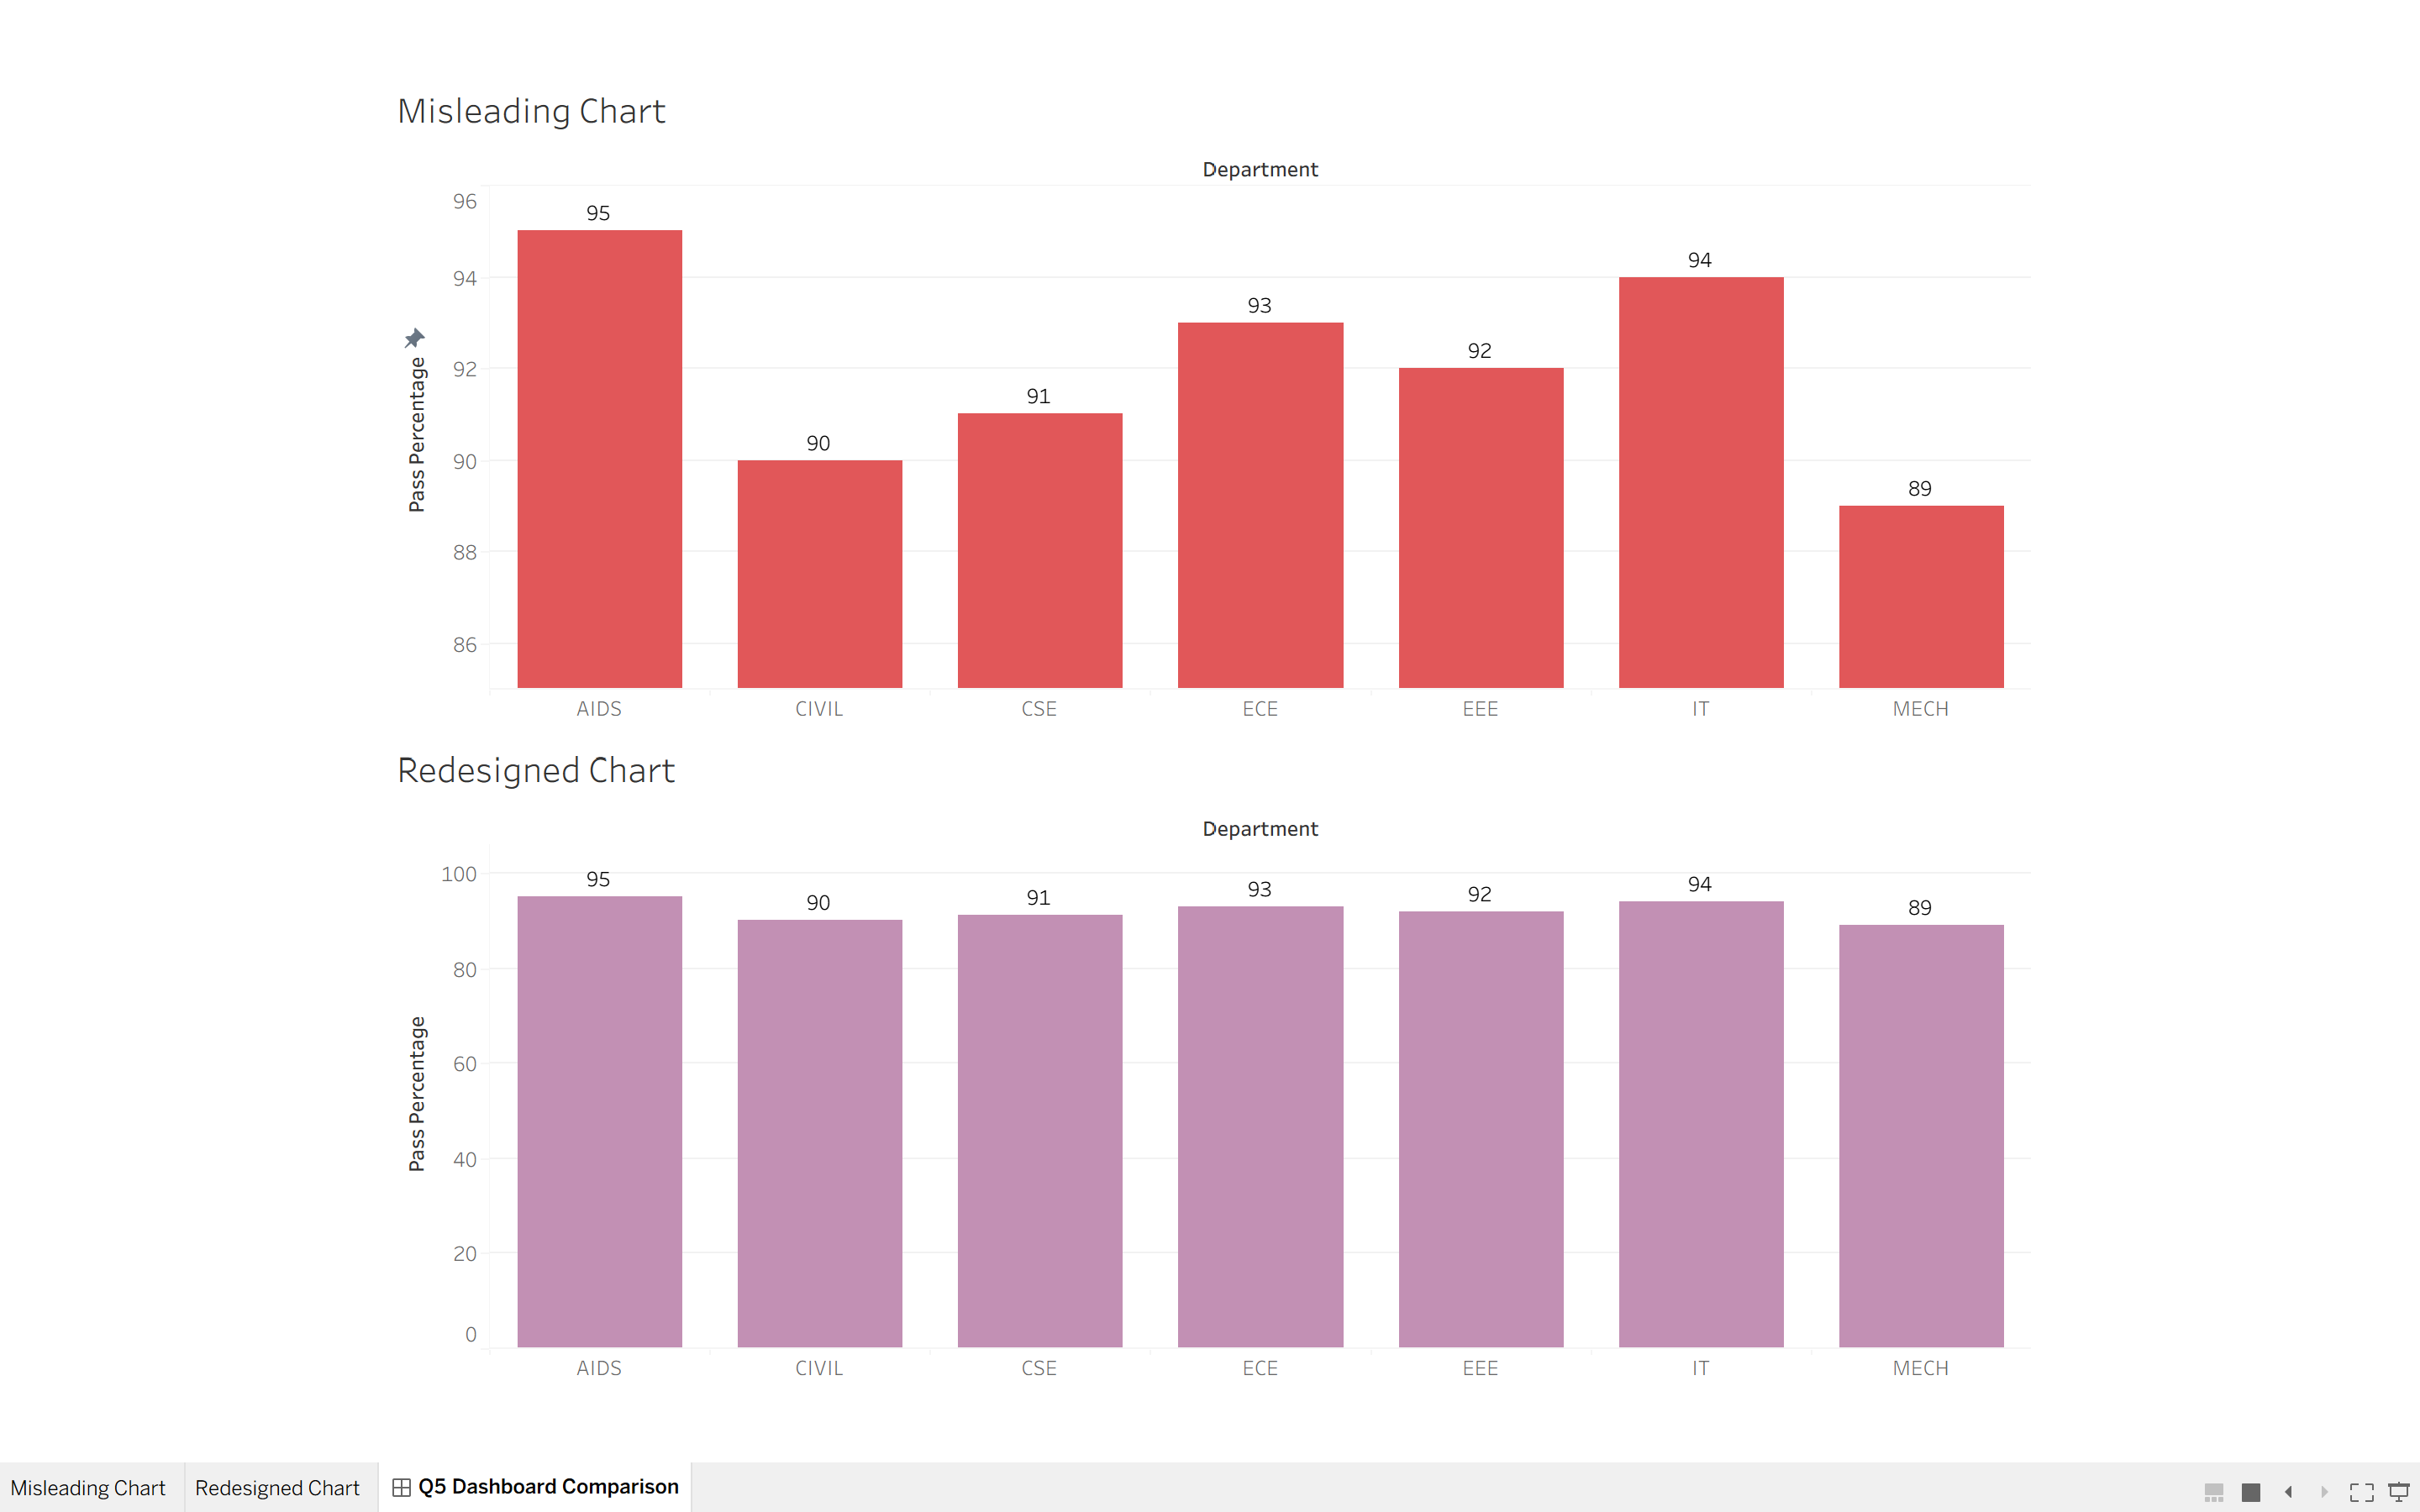 Misleading Chart
Department
96
94
92
90
88
86
Pass Percentage
95
90
91
93
92
94
89
AIDS CIVIL CSE ECE EEE IT MECH
Redesigned Chart
Department
100
80
60
40
20
0
Pass Percentage
95
90
91
93
92
94
89
AIDS CIVIL CSE ECE EEE IT MECH
Misleading Chart Redesigned Chart Q5 Dashboard Comparison